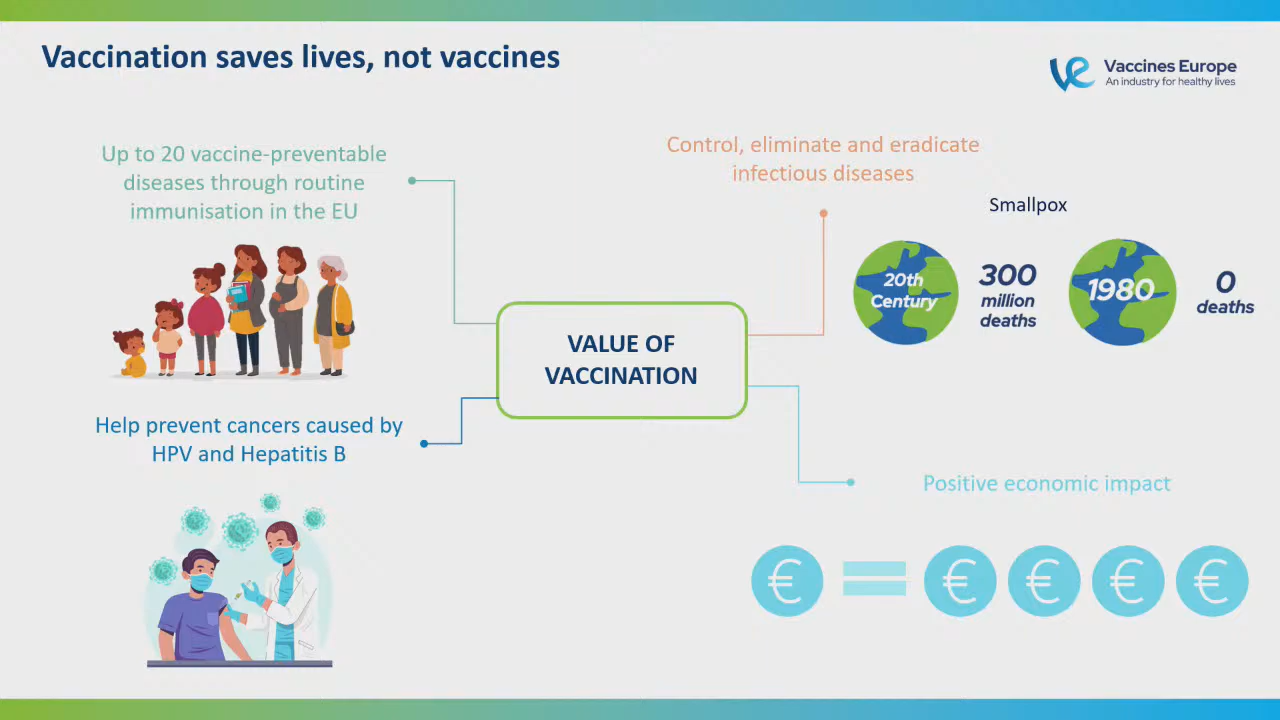 Vaccination saves lives, not vaccines
Vaccines Europe
An industry for healthy lives
Up to 20 vaccine-preventable
diseases through routine
immunisation in the EU
Control, eliminate and eradicate
infectious diseases
Smallpox
20th
Century
300
million
deaths
1980
0
deaths
VALUE OF
VACCINATION
Help prevent cancers caused by
HPV and Hepatitis B
Positive economic impact
€ = € € € €